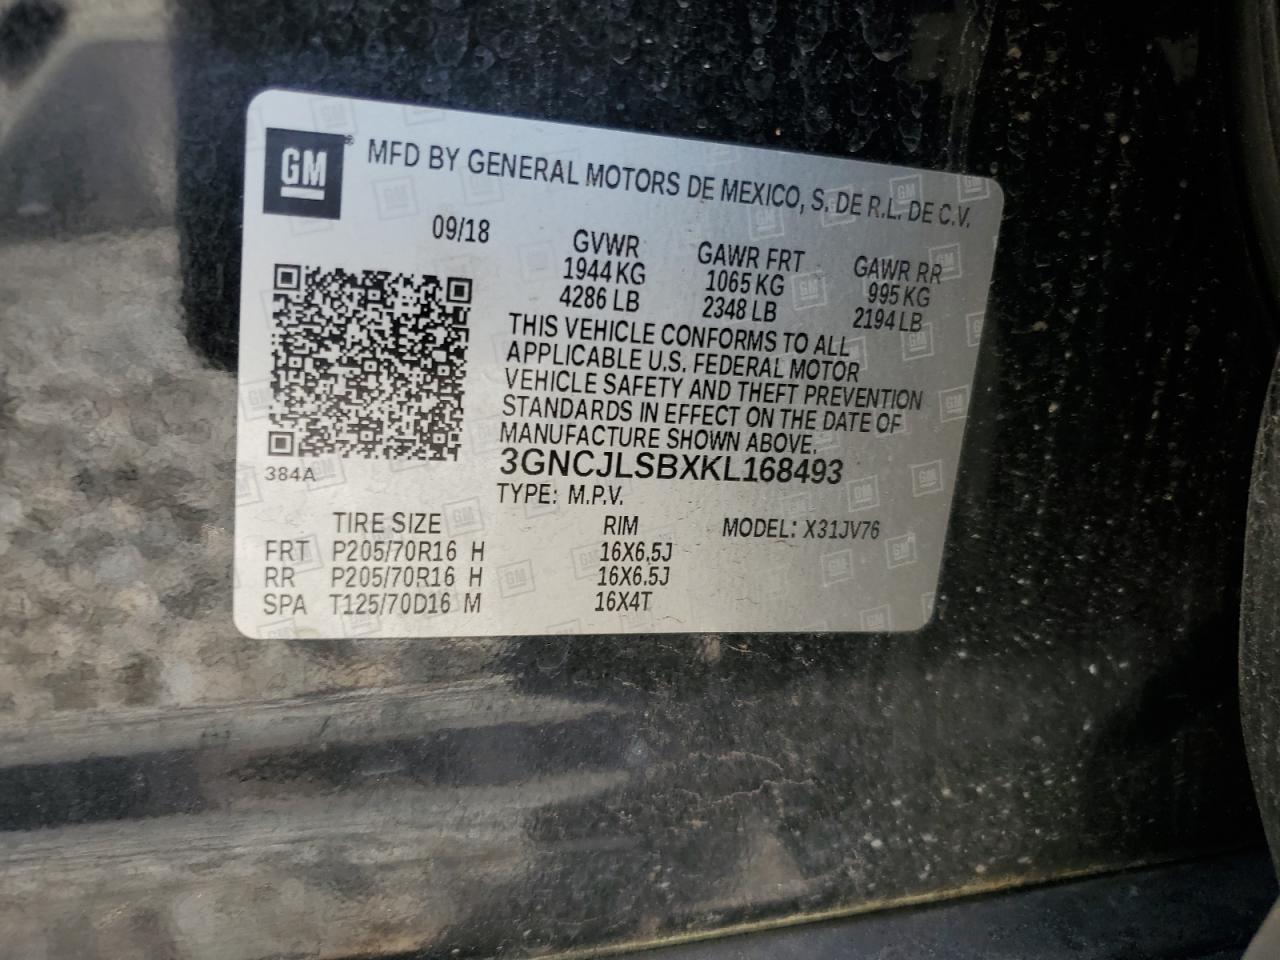 GM ® MFD BY GENERAL MOTORS DE MEXICO, S. DE R.L. DE C.V.
09/18 GVWR GAWR FRT GAWR RR
1944 KG 1065 KG 995 KG
4286 LB 2348 LB 2194 LB
THIS VEHICLE CONFORMS TO ALL
APPLICABLE U.S. FEDERAL MOTOR
VEHICLE SAFETY AND THEFT PREVENTION
STANDARDS IN EFFECT ON THE DATE OF
MANUFACTURE SHOWN ABOVE.
384A 3GNCJLSBXKL168493
TYPE: M.P.V.
TIRE SIZE RIM MODEL: X31JV76
FRT P205/70R16 H 16X6.5J
RR P205/70R16 H 16X6.5J
SPA T125/70D16 M 16X4T